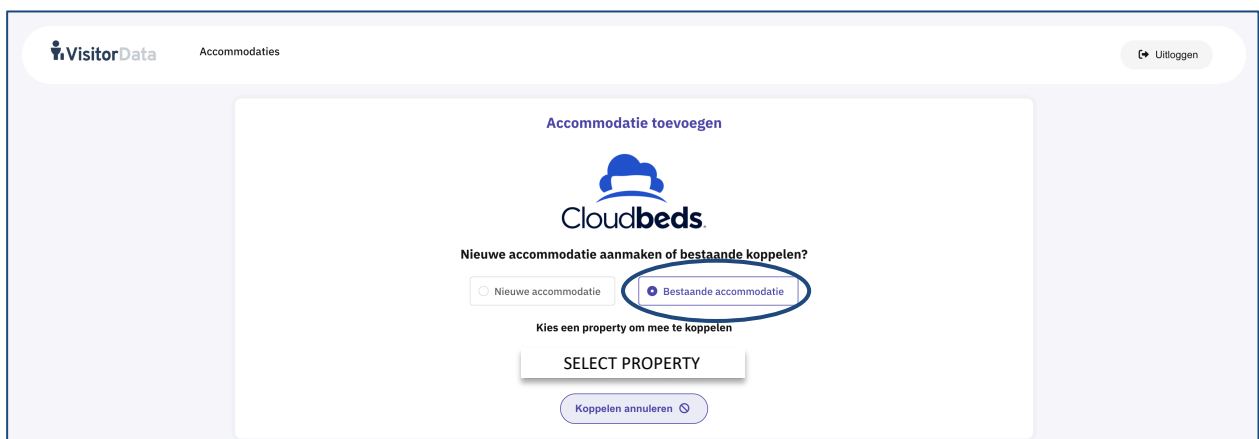 VisitorData
Accommodaties
Uitloggen
Accommodatie toevoegen
Cloudbeds.
Nieuwe accommodatie aanmaken of bestaande koppelen?
Nieuwe accommodatie
Bestaande accommodatie
Kies een property om mee te koppelen
SELECT PROPERTY
Koppelen annuleren